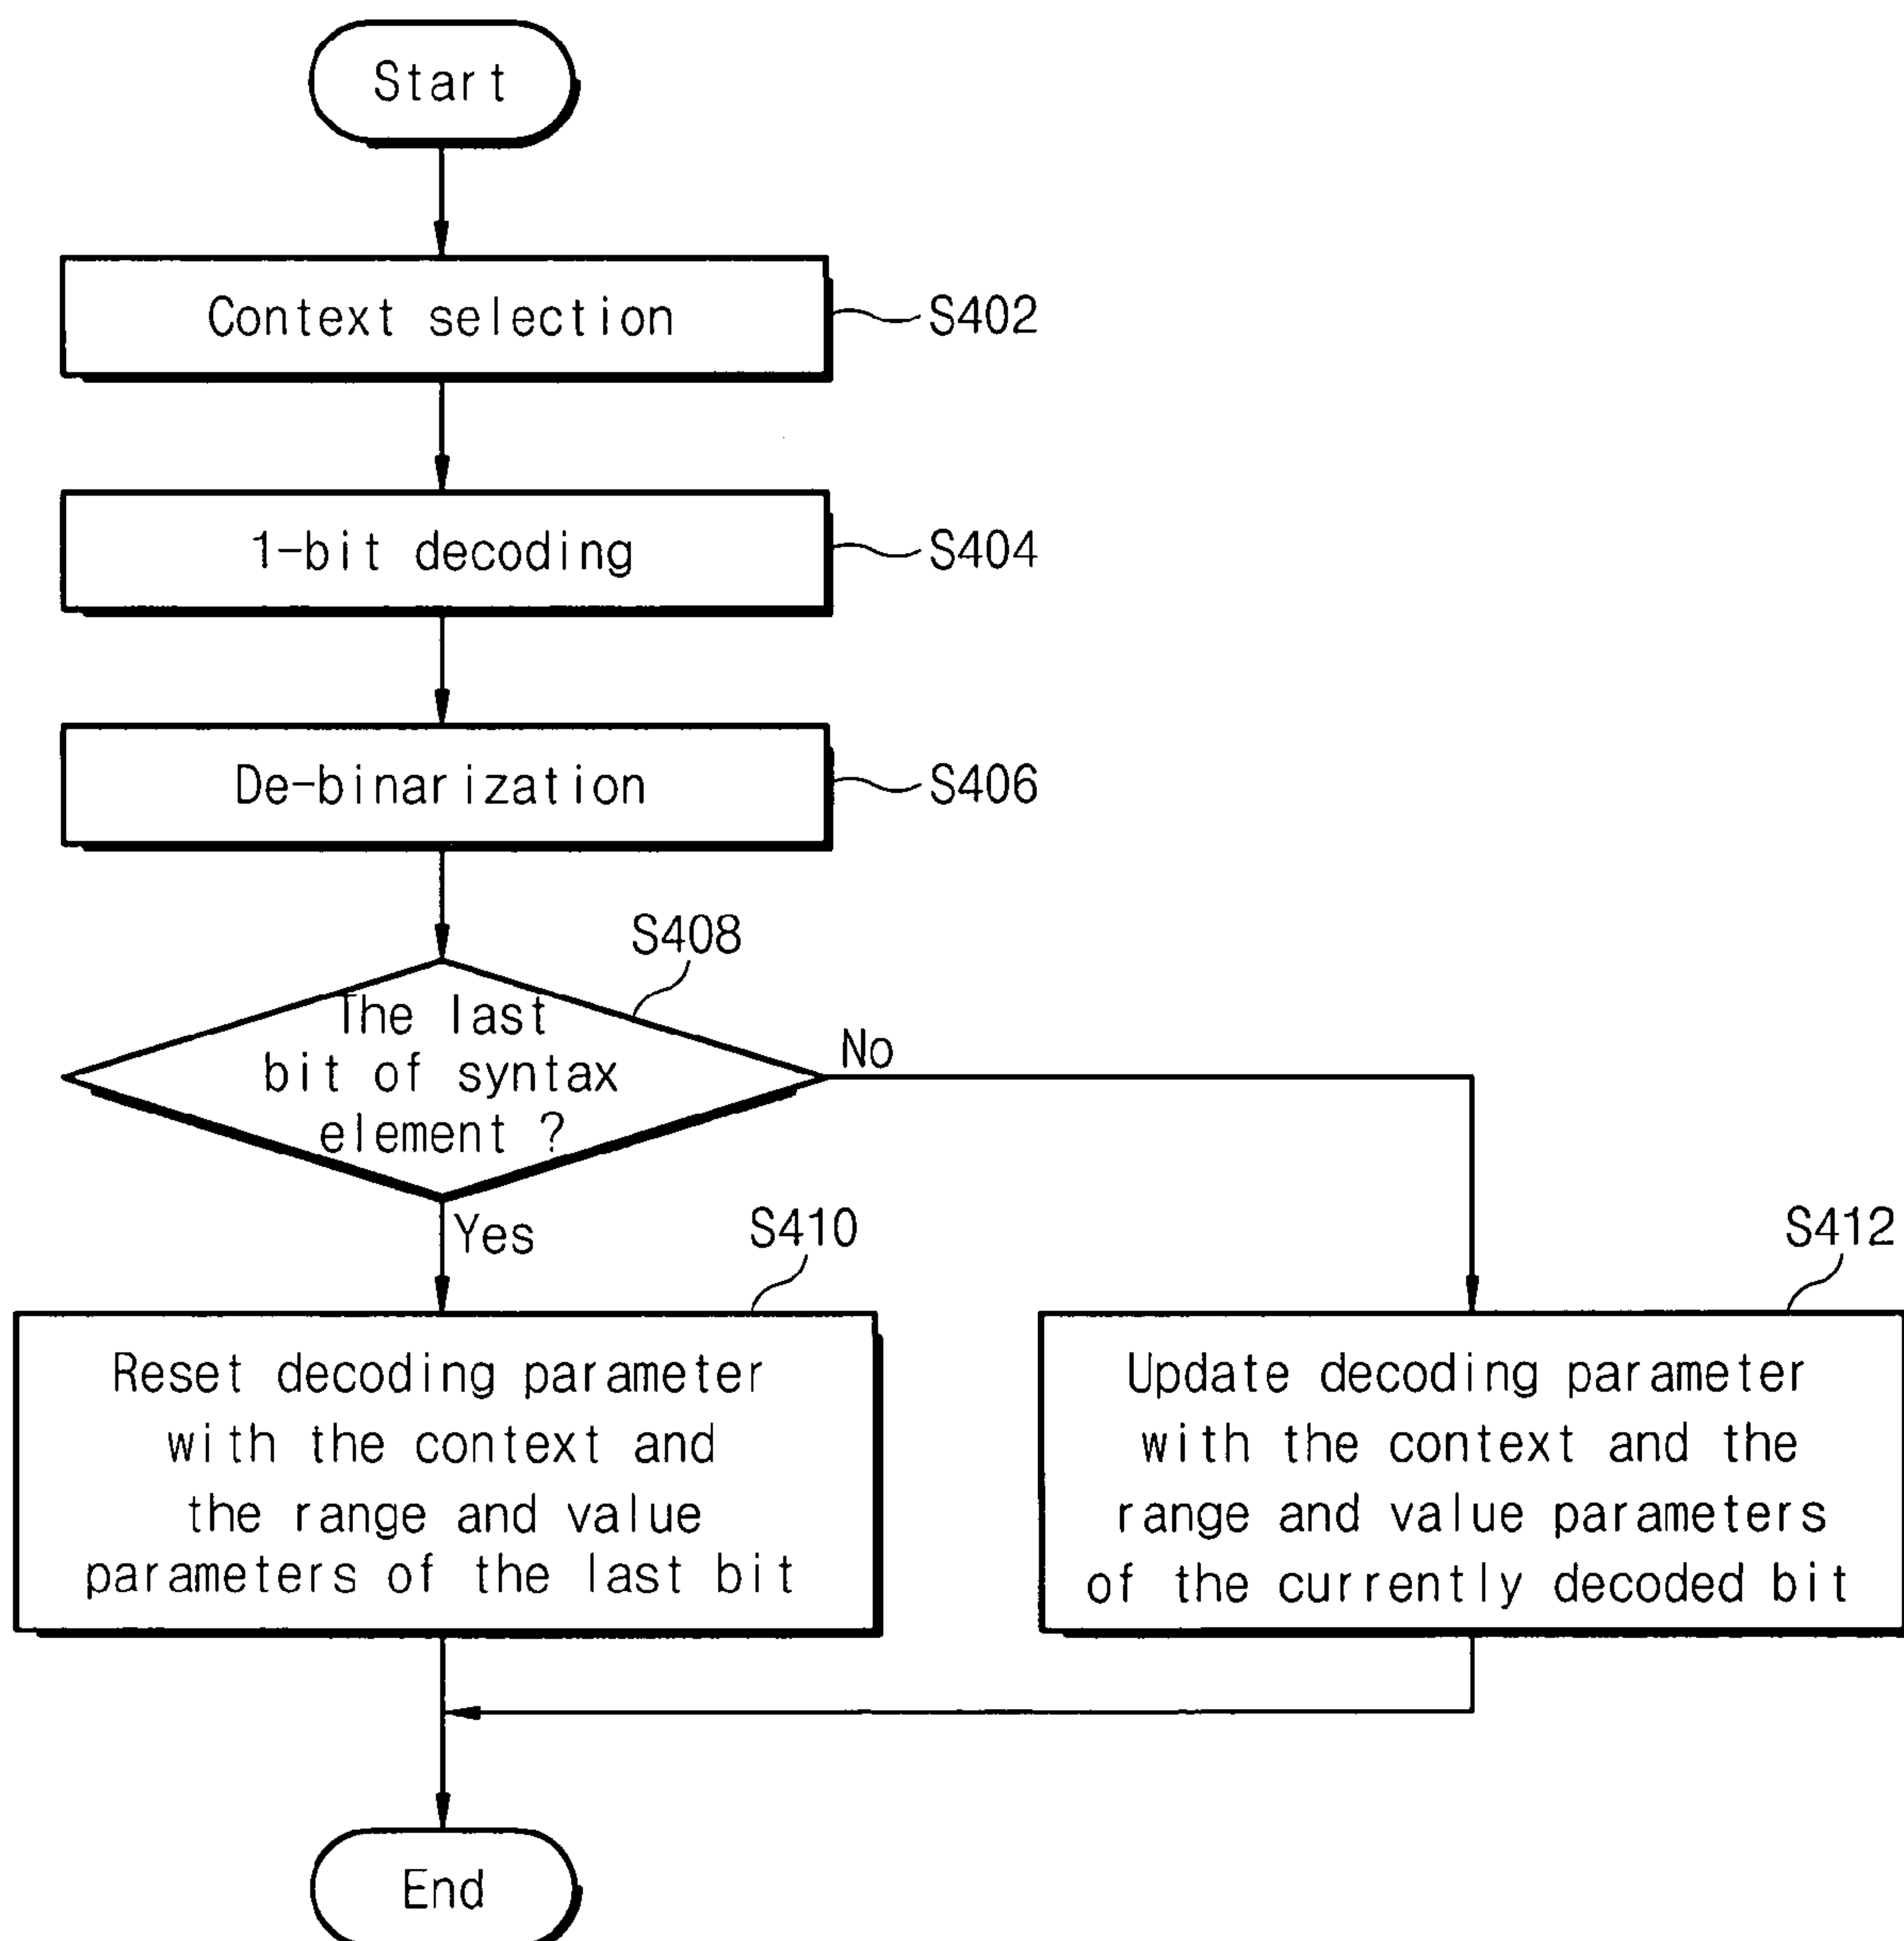 Start
Context selection
S402
1-bit decoding
S404
De-binarization
S406
S408
The last
bit of syntax
element ?
No
Yes
S410
S412
Reset decoding parameter
with the context and
the range and value
parameters of the last bit
Update decoding parameter
with the context and the
range and value parameters
of the currently decoded bit
End